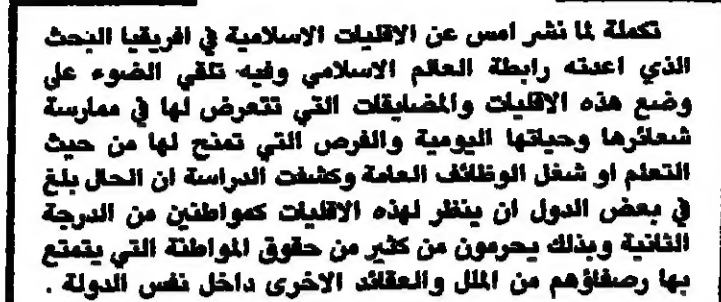 تكملة لما نشر امس عن الاقليات الاسلامية في افريقيا البحث
الذي اعدته رابطة العالم الاسلامي وفيه تلقي الضوء على
وضع هذه الاقليات والمضايقات التي تتعرض لها في ممارسة
شعائرها وحياتها اليومية والفرص التي تمنح لها من حيث
التعلم او شغل الوظائف العامة وكشفت الدراسة ان الحال بلغ
في بعض الدول ان ينظر لهذه الاقليات كمواطنين من الدرجة
الثانية وبذلك يحرمون من كثير من حقوق المواطنة التي يتمتع
بها رصفاؤهم من الملل والعقائد الاخرى داخل نفس الدولة .